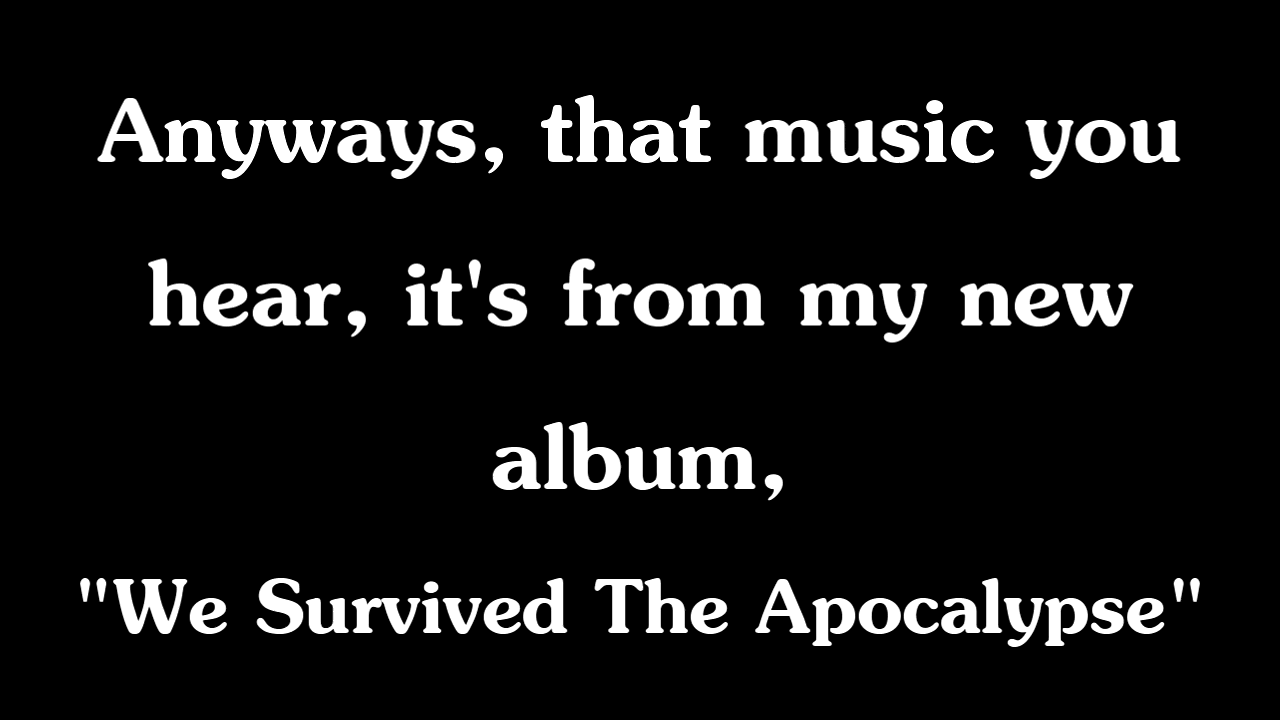 Anyways, that music you
hear, it's from my new
album,
"We Survived The Apocalypse"